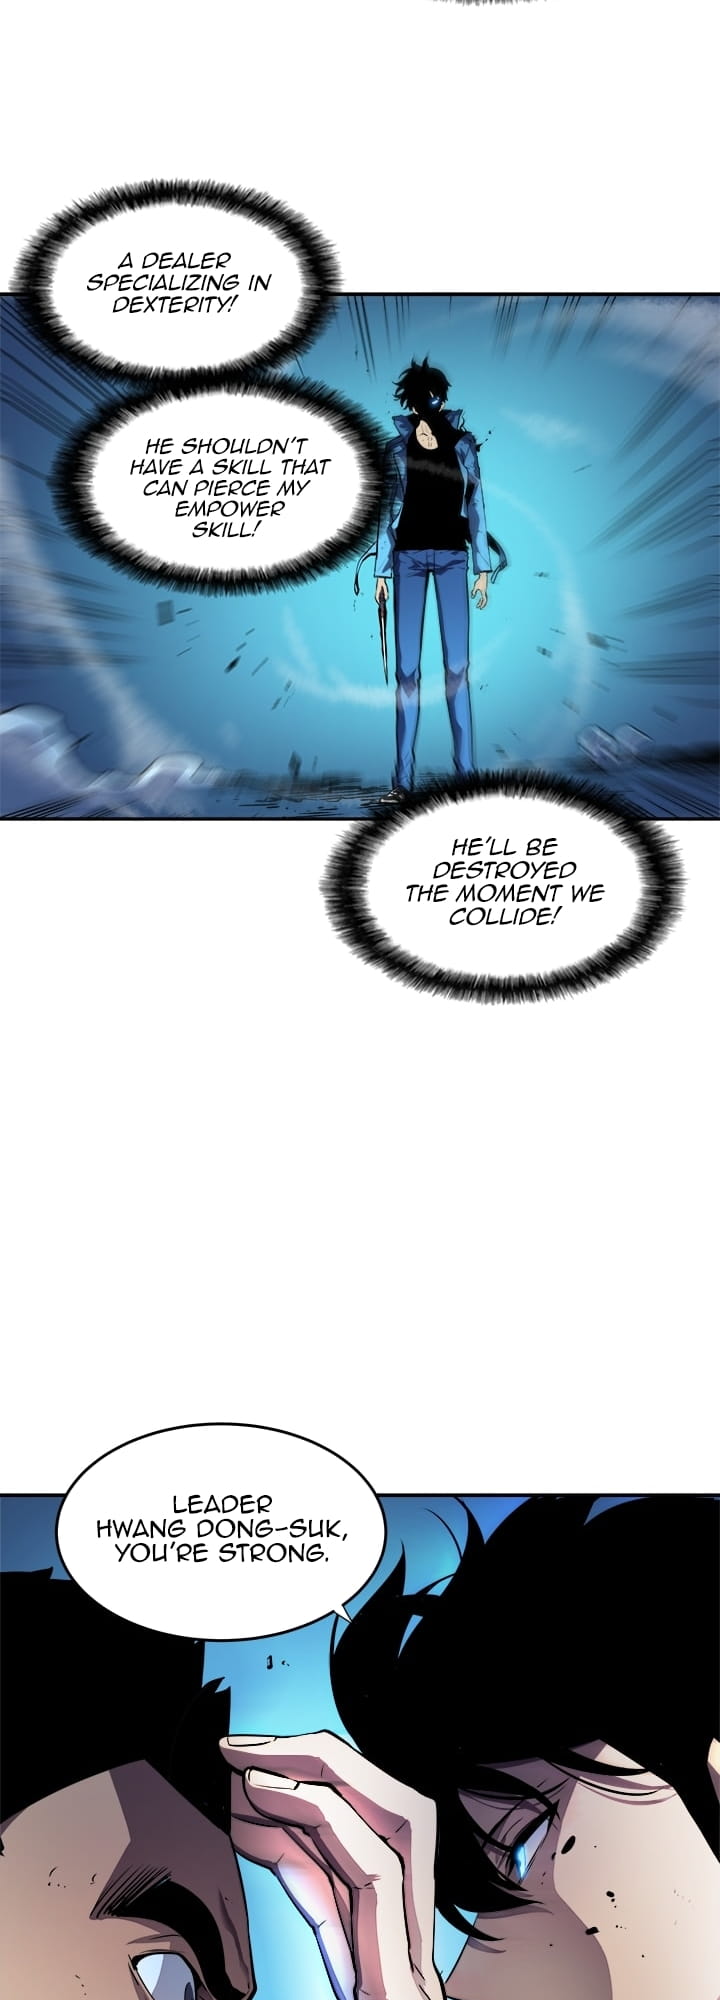 A DEALER
SPECIALIZING IN
DEXTERITY!
HE SHOULDN'T
HAVE A SKILL THAT
CAN PIERCE MY
EMPOWER
SKILL!
HE'LL BE
DESTROYED
THE MOMENT WE
COLLIDE!
LEADER
HWANG DONG-SUK,
YOU'RE STRONG.